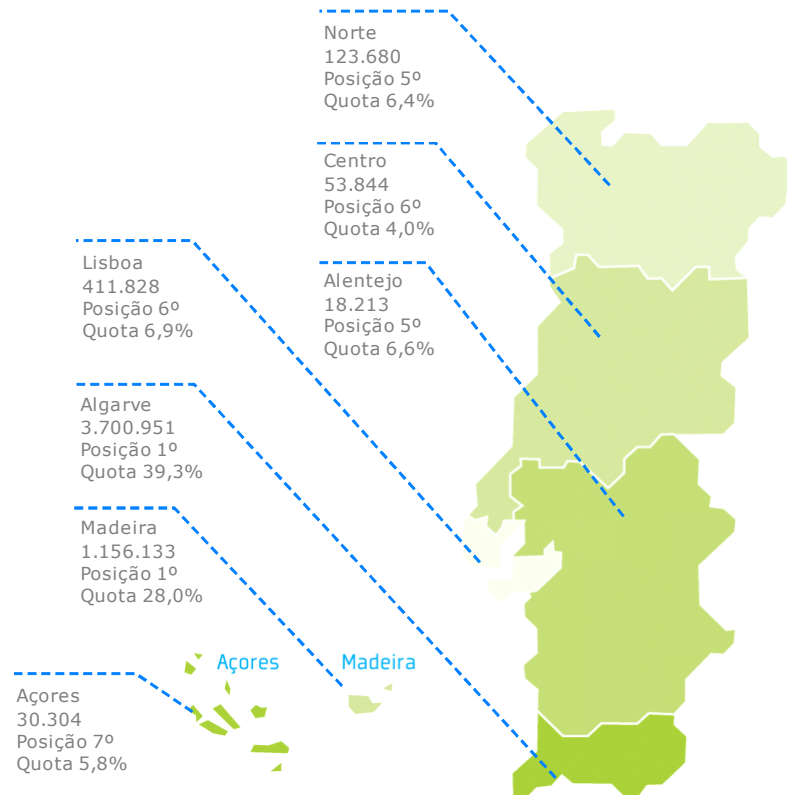 Norte
123.680
Posição 5º
Quota 6,4%
Centro
53.844
Posição 6º
Quota 4,0%
Lisboa
411.828
Posição 6º
Quota 6,9%
Alentejo
18.213
Posição 5º
Quota 6,6%
Algarve
3.700.951
Posição 1º
Quota 39,3%
Madeira
1.156.133
Posição 1º
Quota 28,0%
Açores
Madeira
Açores
30.304
Posição 7º
Quota 5,8%